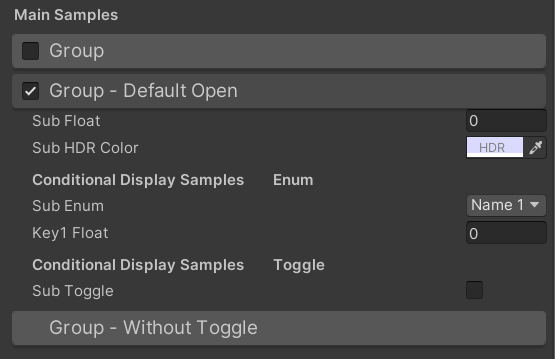 Main Samples
Group
Group - Default Open
Sub Float 0
Sub HDR Color HDR
Conditional Display Samples Enum
Sub Enum Name 1
Key1 Float 0
Conditional Display Samples Toggle
Sub Toggle
Group - Without Toggle